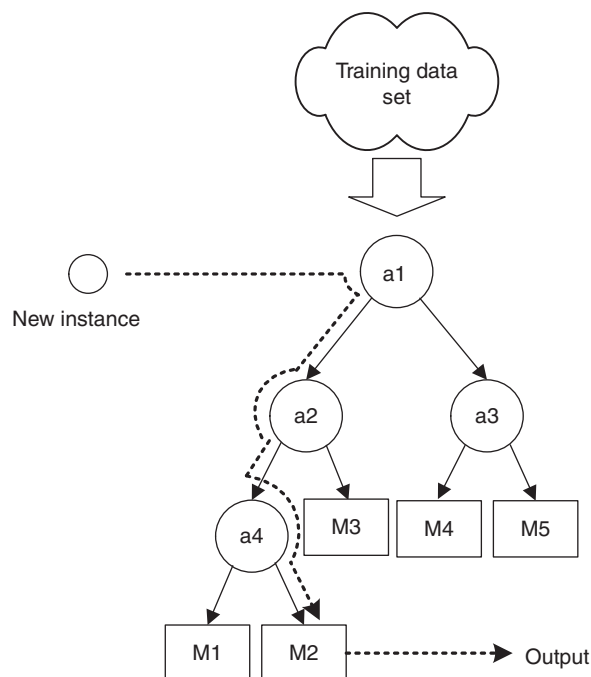 Training data
set
a1
New instance
a2
a3
a4
M3
M4
M5
M1
M2
Output